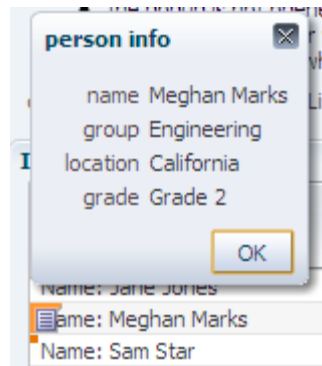 person info
name Meghan Marks
group Engineering
location California
grade Grade 2
OK
Name: Jane Jones
ame: Meghan Marks
Name: Sam Star